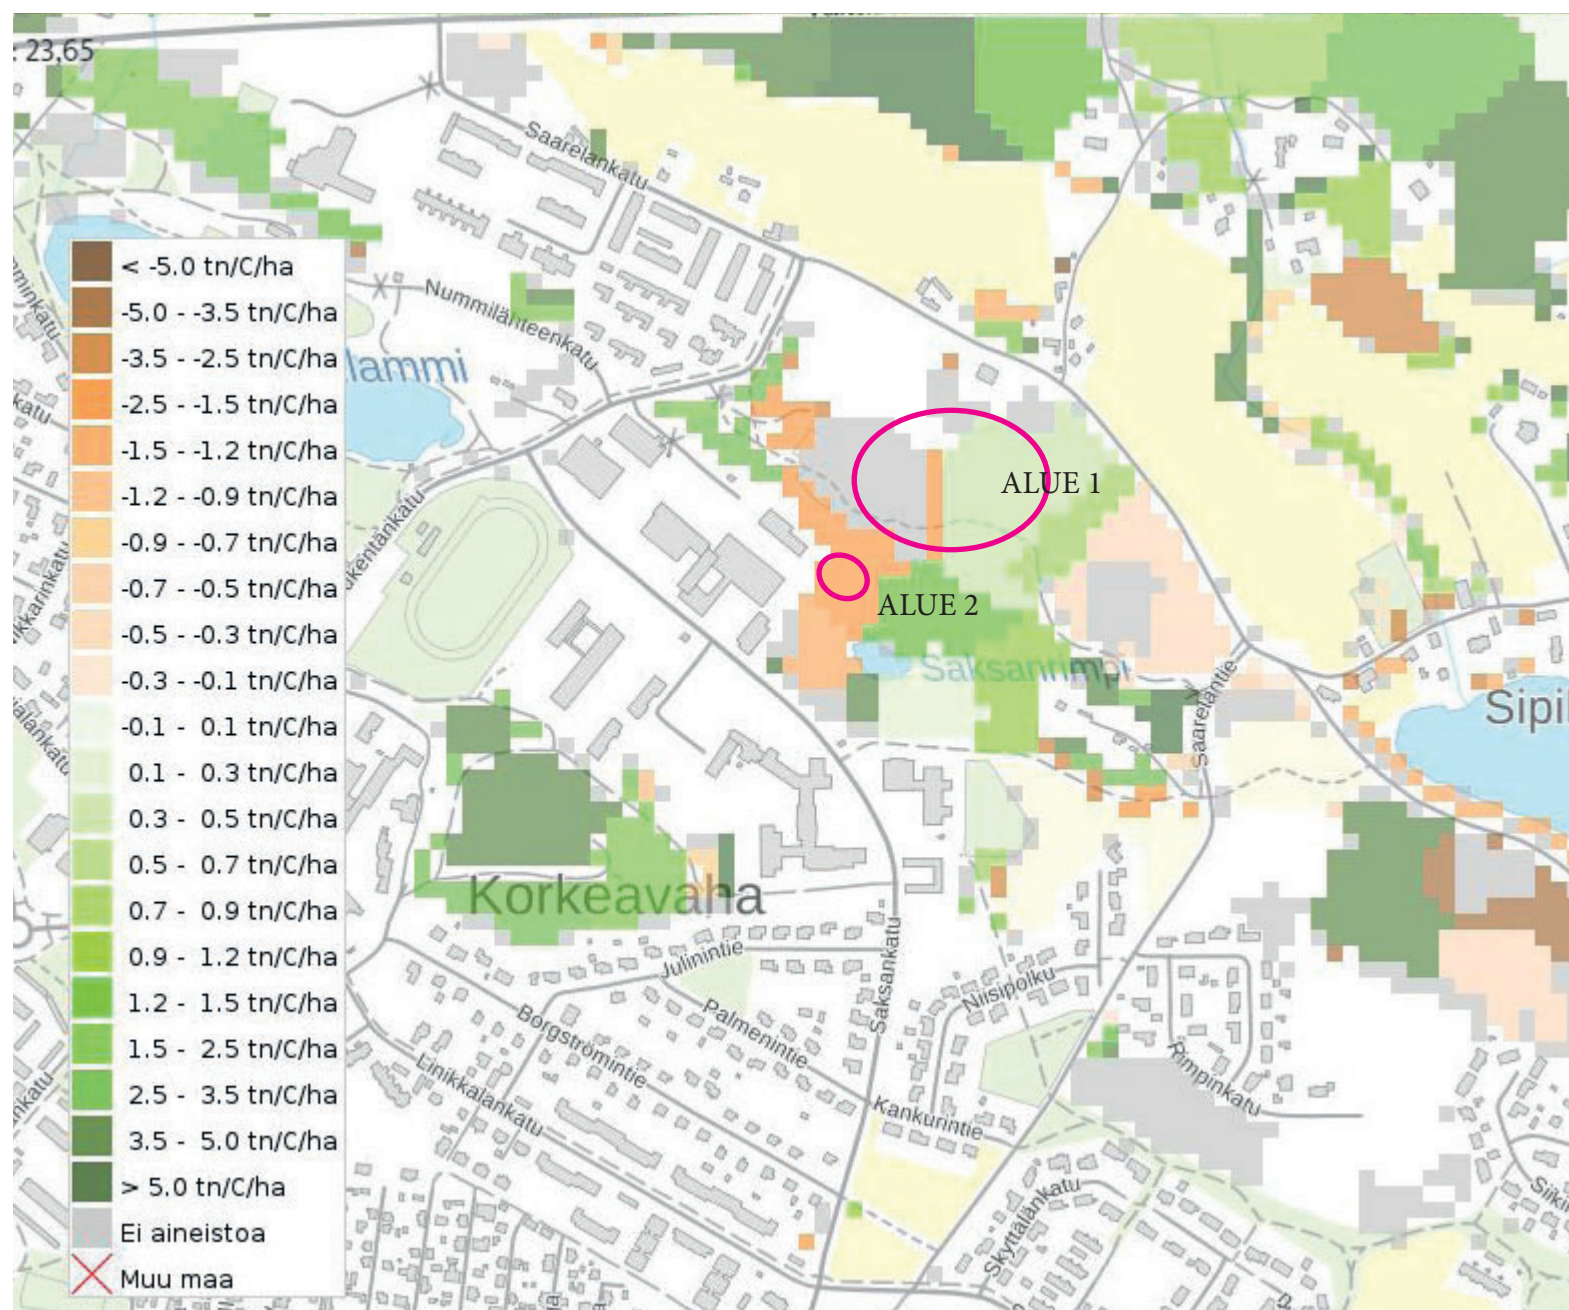 : 23,65
Saarelankatu
Nummilähteenkatu
lammi
< -5.0 tn/C/ha
-5.0 - -3.5 tn/C/ha
-3.5 - -2.5 tn/C/ha
-2.5 - -1.5 tn/C/ha
-1.5 - -1.2 tn/C/ha
-1.2 - -0.9 tn/C/ha
-0.9 - -0.7 tn/C/ha
-0.7 - -0.5 tn/C/ha
-0.5 - -0.3 tn/C/ha
-0.3 - -0.1 tn/C/ha
-0.1 - 0.1 tn/C/ha
0.1 - 0.3 tn/C/ha
0.3 - 0.5 tn/C/ha
0.5 - 0.7 tn/C/ha
0.7 - 0.9 tn/C/ha
0.9 - 1.2 tn/C/ha
1.2 - 1.5 tn/C/ha
1.5 - 2.5 tn/C/ha
2.5 - 3.5 tn/C/ha
3.5 - 5.0 tn/C/ha
> 5.0 tn/C/ha
Ei aineistoa
Muu maa
ALUE 1
ALUE 2
Saksanrimpi
Saarelantie
Sipil
Korkeavaha
Julinintie
Saksankatu
Niisipolku
Palmenintie
Borgströmintie
Linikkalankatu
Kankurintie
Rimpinkatu
Skyttälänkatu